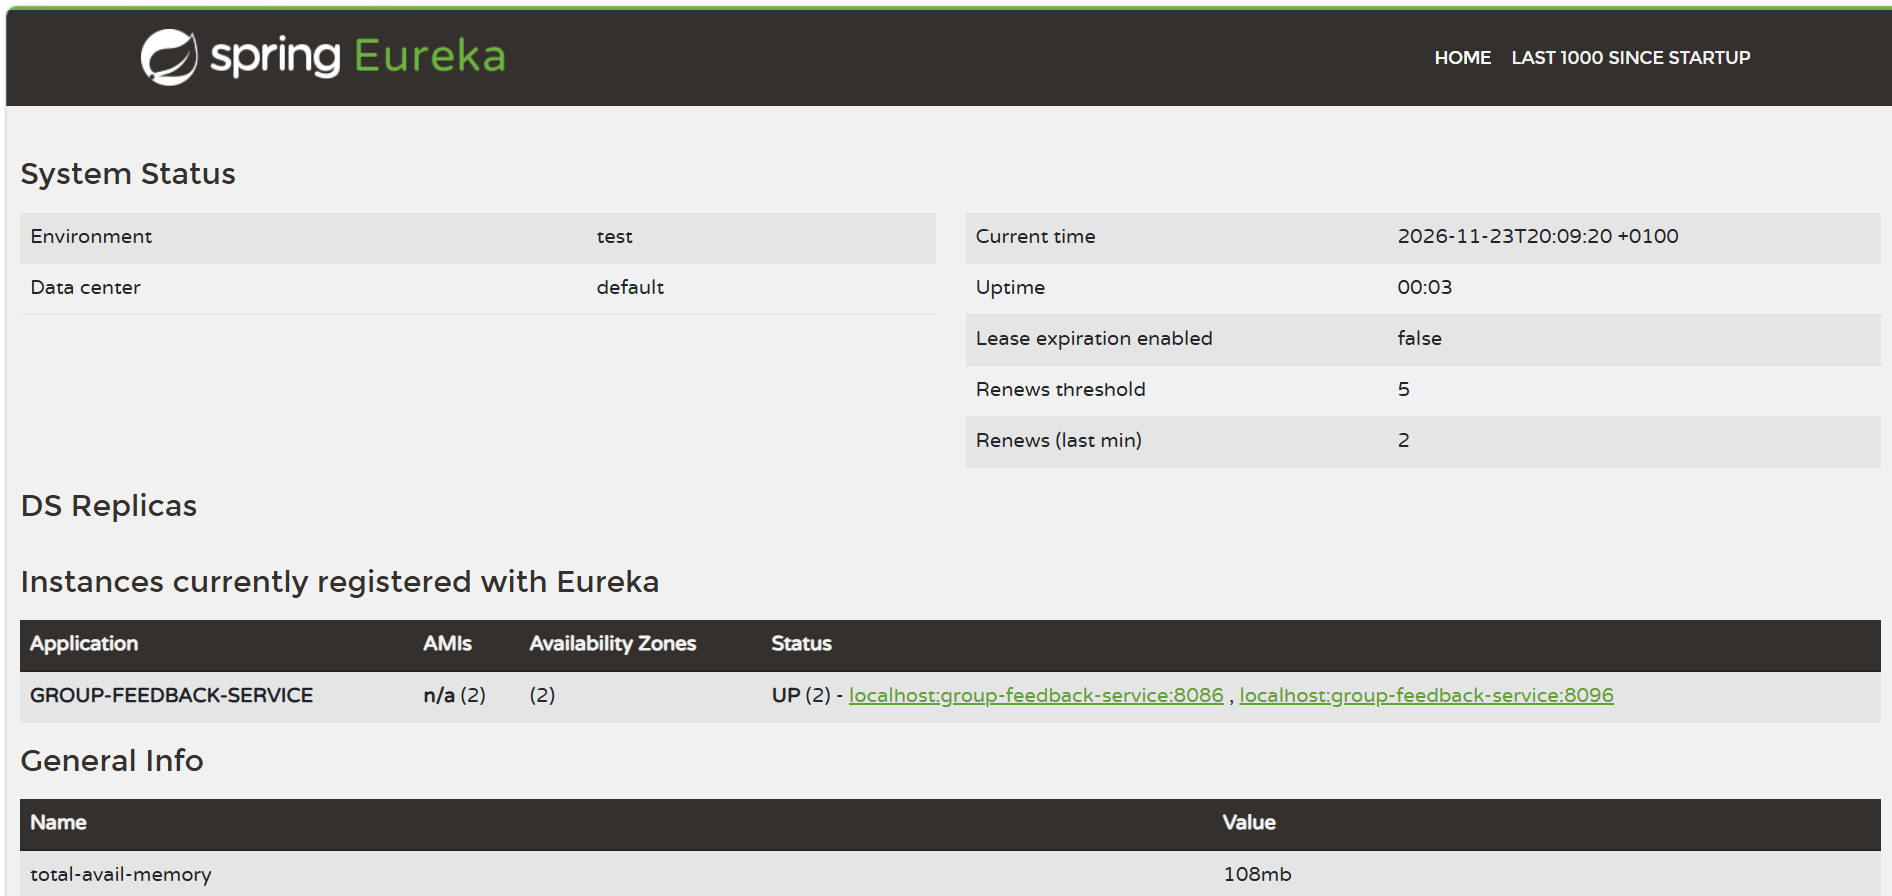 spring Eureka
HOME LAST 1000 SINCE STARTUP
System Status
Environment test
Data center default
Current time 2026-11-23T20:09:20 +0100
Uptime 00:03
Lease expiration enabled false
Renews threshold 5
Renews (last min) 2
DS Replicas
Instances currently registered with Eureka
Application AMIs Availability Zones Status
GROUP-FEEDBACK-SERVICE n/a (2) (2) UP (2) - localhost:group-feedback-service:8086 , localhost:group-feedback-service:8096
General Info
Name Value
total-avail-memory 108mb